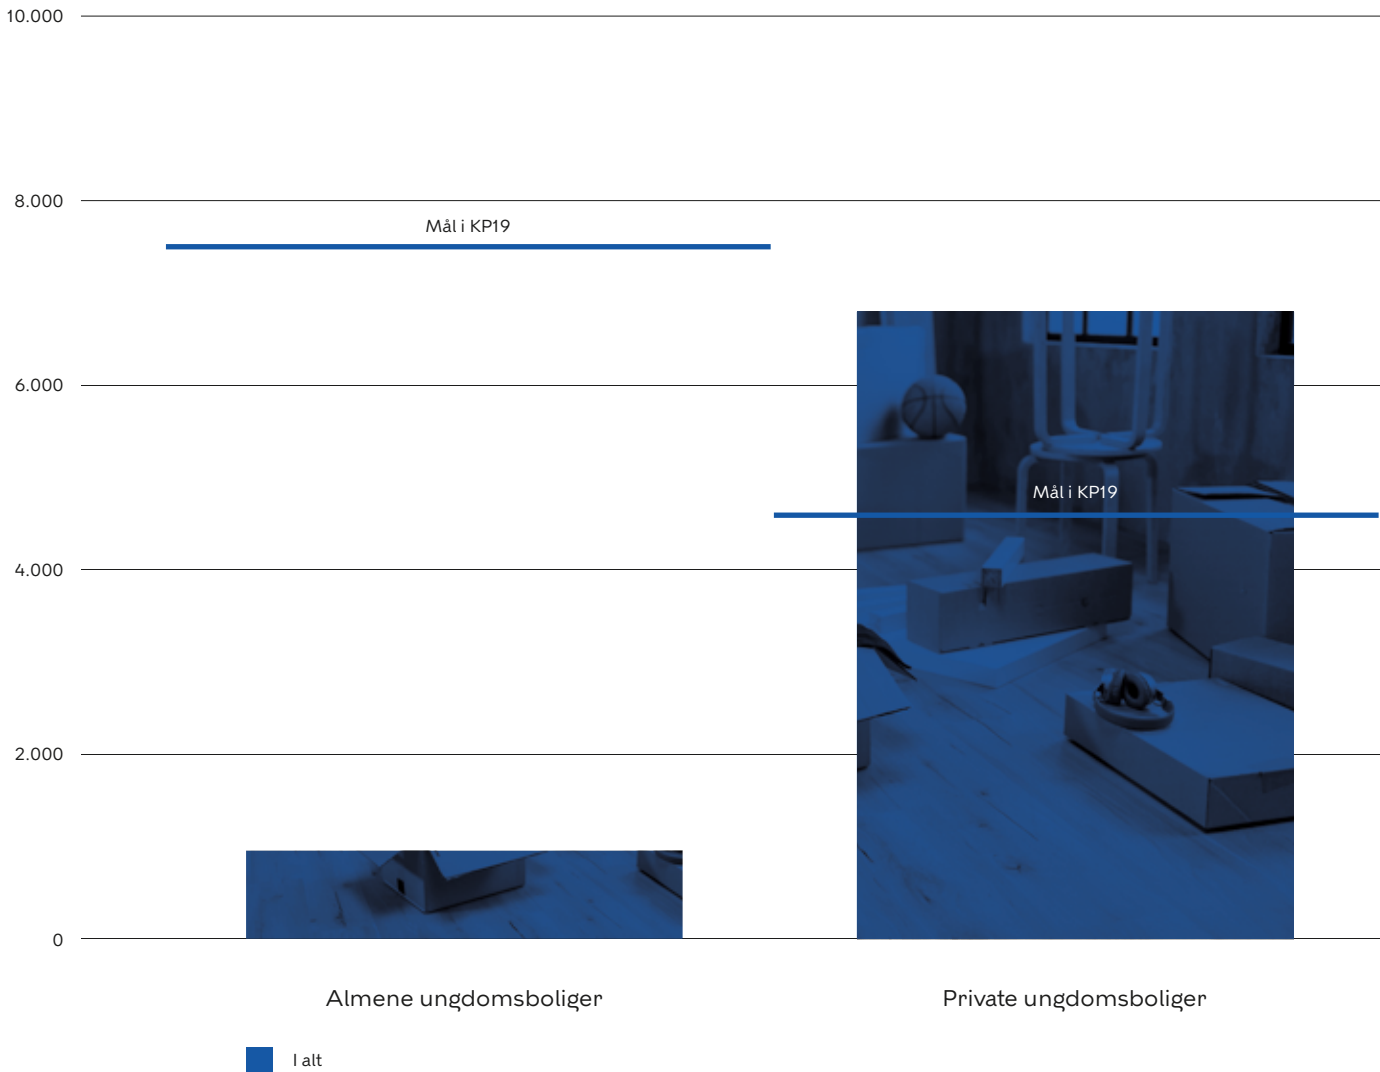 10.000
8.000
Mål i KP19
6.000
Mål i KP19
4.000
2.000
0
Almene ungdomsboliger
Private ungdomsboliger
I alt